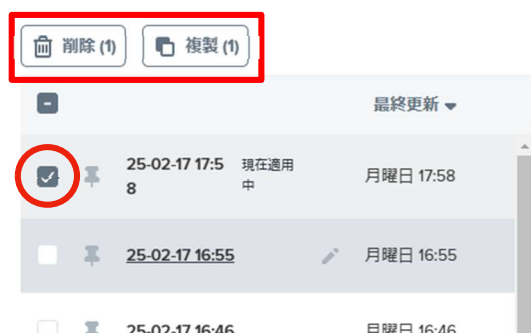 削除 (1) 複製 (1)
最終更新
25-02-17 17:5
8
現在適用
中
月曜日 17:58
25-02-17 16:55 月曜日 16:55
25-02-17 16:46 月曜日 16:46